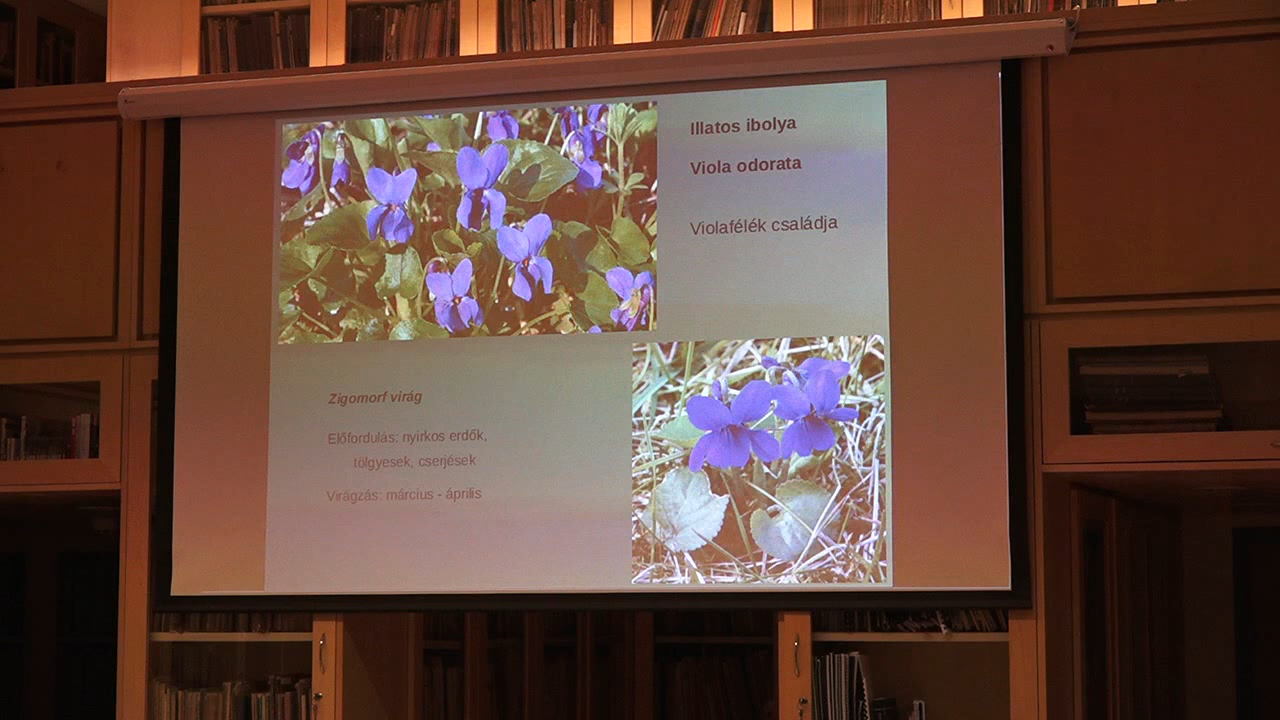 Illatos ibolya
Viola odorata
Violafélék családja
Zigomorf virág
Előfordulás: nyirkos erdők,
tölgyesek, cserjések
Virágzás: március - április